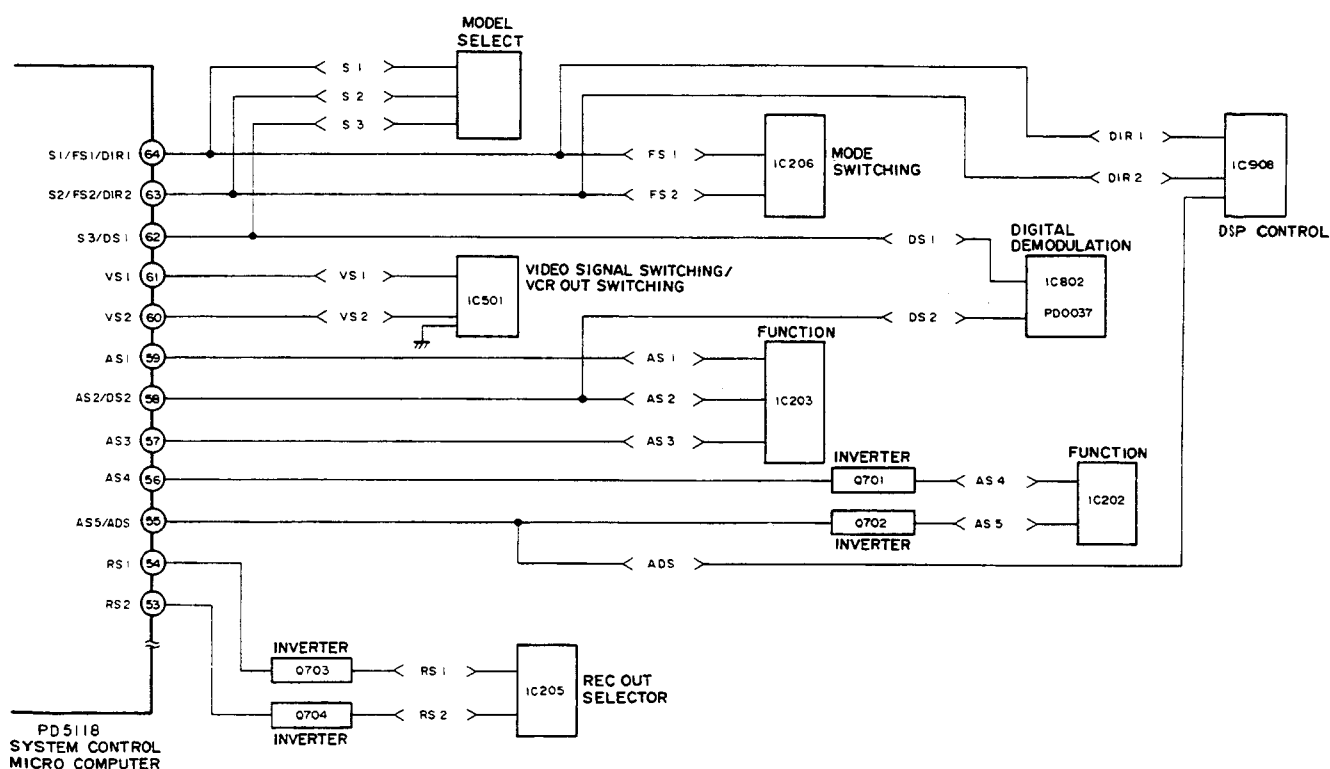 MODEL
SELECT
S1
S2
S3
S1/FS1/DIR1
64
FS1
IC206
MODE
SWITCHING
DIR1
IC908
DSP CONTROL
S2/FS2/DIR2
63
FS2
DIR2
S3/DS1
62
DS1
DIGITAL
DEMODULATION
IC802
PD0037
VS1
61
VS1
IC501
VIDEO SIGNAL SWITCHING/
VCR OUT SWITCHING
VS2
60
VS2
DS2
FUNCTION
AS1
59
AS1
IC203
AS2/DS2
58
AS2
AS3
57
AS3
AS4
56
INVERTER
Q701
AS4
FUNCTION
IC202
AS5/ADS
55
Q702
INVERTER
AS5
RS1
54
ADS
RS2
53
INVERTER
Q703
RS1
IC205
REC OUT
SELECTOR
Q704
INVERTER
RS2
PD5118
SYSTEM CONTROL
MICRO COMPUTER